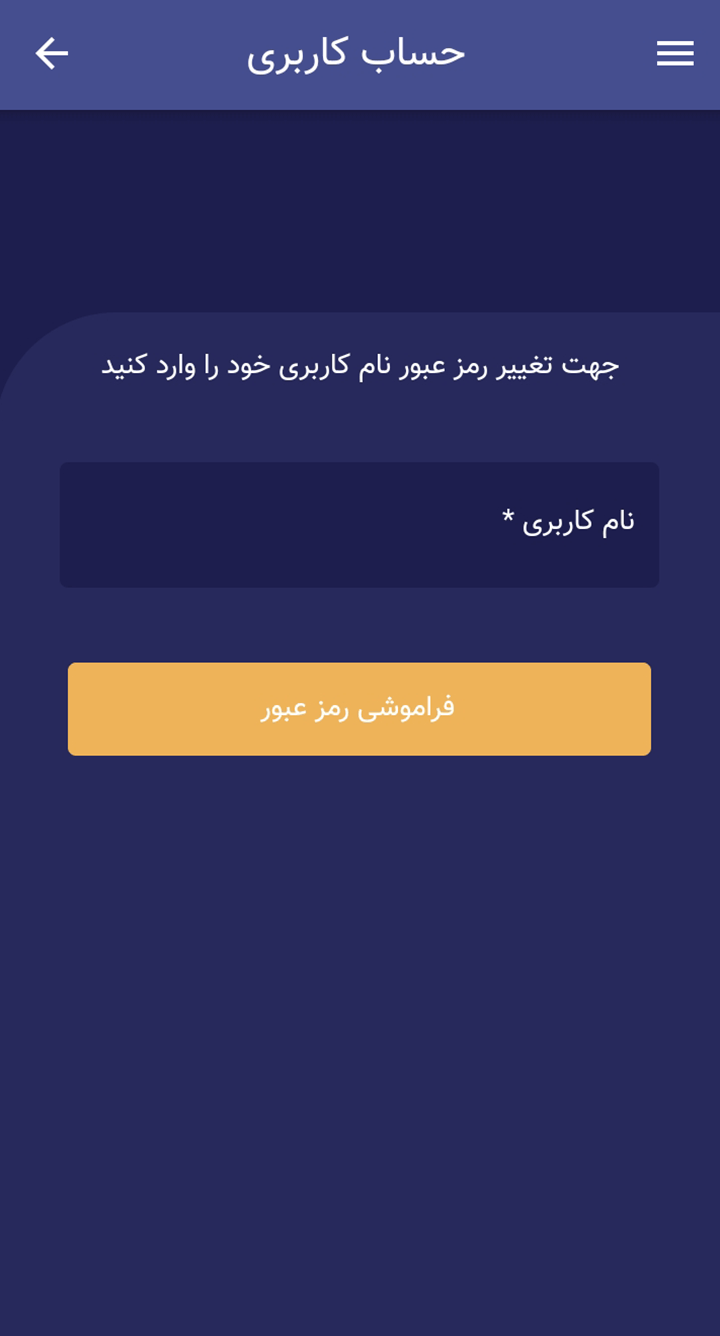 حساب کاربری
جهت تغییر رمز عبور نام کاربری خود را وارد کنید
نام کاربری *
فراموشی رمز عبور